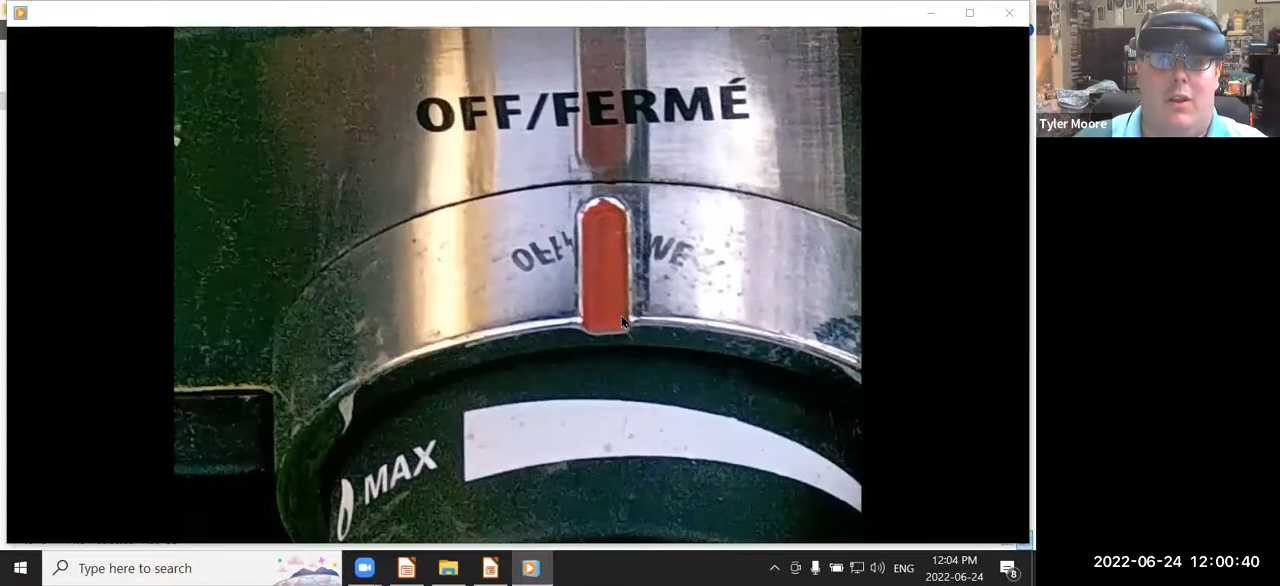 OFF/FERMÉ
MAX
Tyler Moore
Type here to search
ENG
12:04 PM
2022-06-24
8
2022-06-24 12:00:40